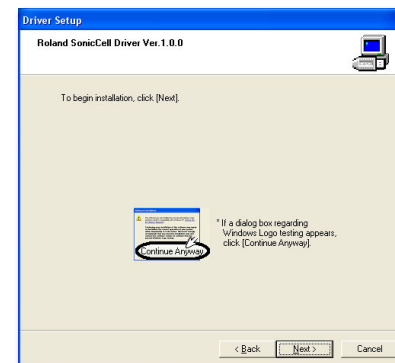 Driver Setup
Roland SonicCell Driver Ver.1.0.0
To begin installation, click [Next].
Continue Anyway
* If a dialog box regarding
Windows Logo testing appears,
click [Continue Anyway].
< Back
Next >
Cancel